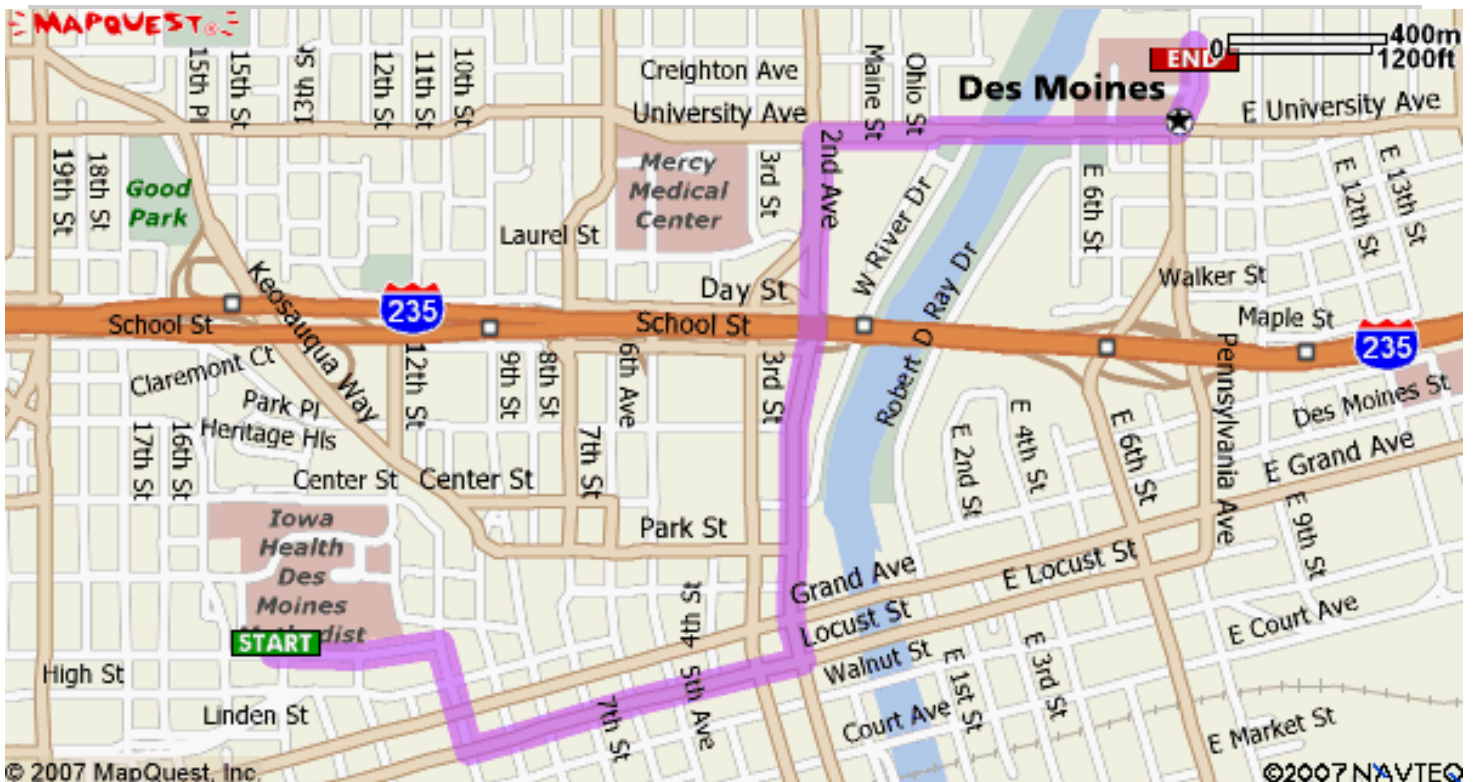 MAPQUEST
15th Pl
15th St
13th St
12th St
11th St
10th St
Creighton Ave
University Ave
Maine St
Ohio St
END
0
400m
1200ft
Des Moines
E University Ave
19th St
18th St
Good
Park
Mercy
Medical
Center
3rd St
2nd Ave
E 6th St
E 12th St
E 13th St
Laurel St
W River Dr
Robert D Ray Dr
Walker St
Keosauqua Way
235
Day St
School St
School St
Maple St
235
Claremont Ct
12th St
9th St
8th St
6th Ave
3rd St
Pennsylvania Ave
Park Pl
Heritage Hls
Des Moines St
17th St
16th St
7th St
E 2nd St
E 4th St
E 6th St
E Grand Ave
Center St
Center St
Iowa
Health
Des
Moines
Methodist
Park St
E 9th St
Grand Ave
E Locust St
START
4th St
Locust St
E Court Ave
High St
5th Ave
Walnut St
E 1st St
E 3rd St
Linden St
7th St
Court Ave
E Market St
© 2007 MapQuest, Inc.
©2007 NAVTEQ